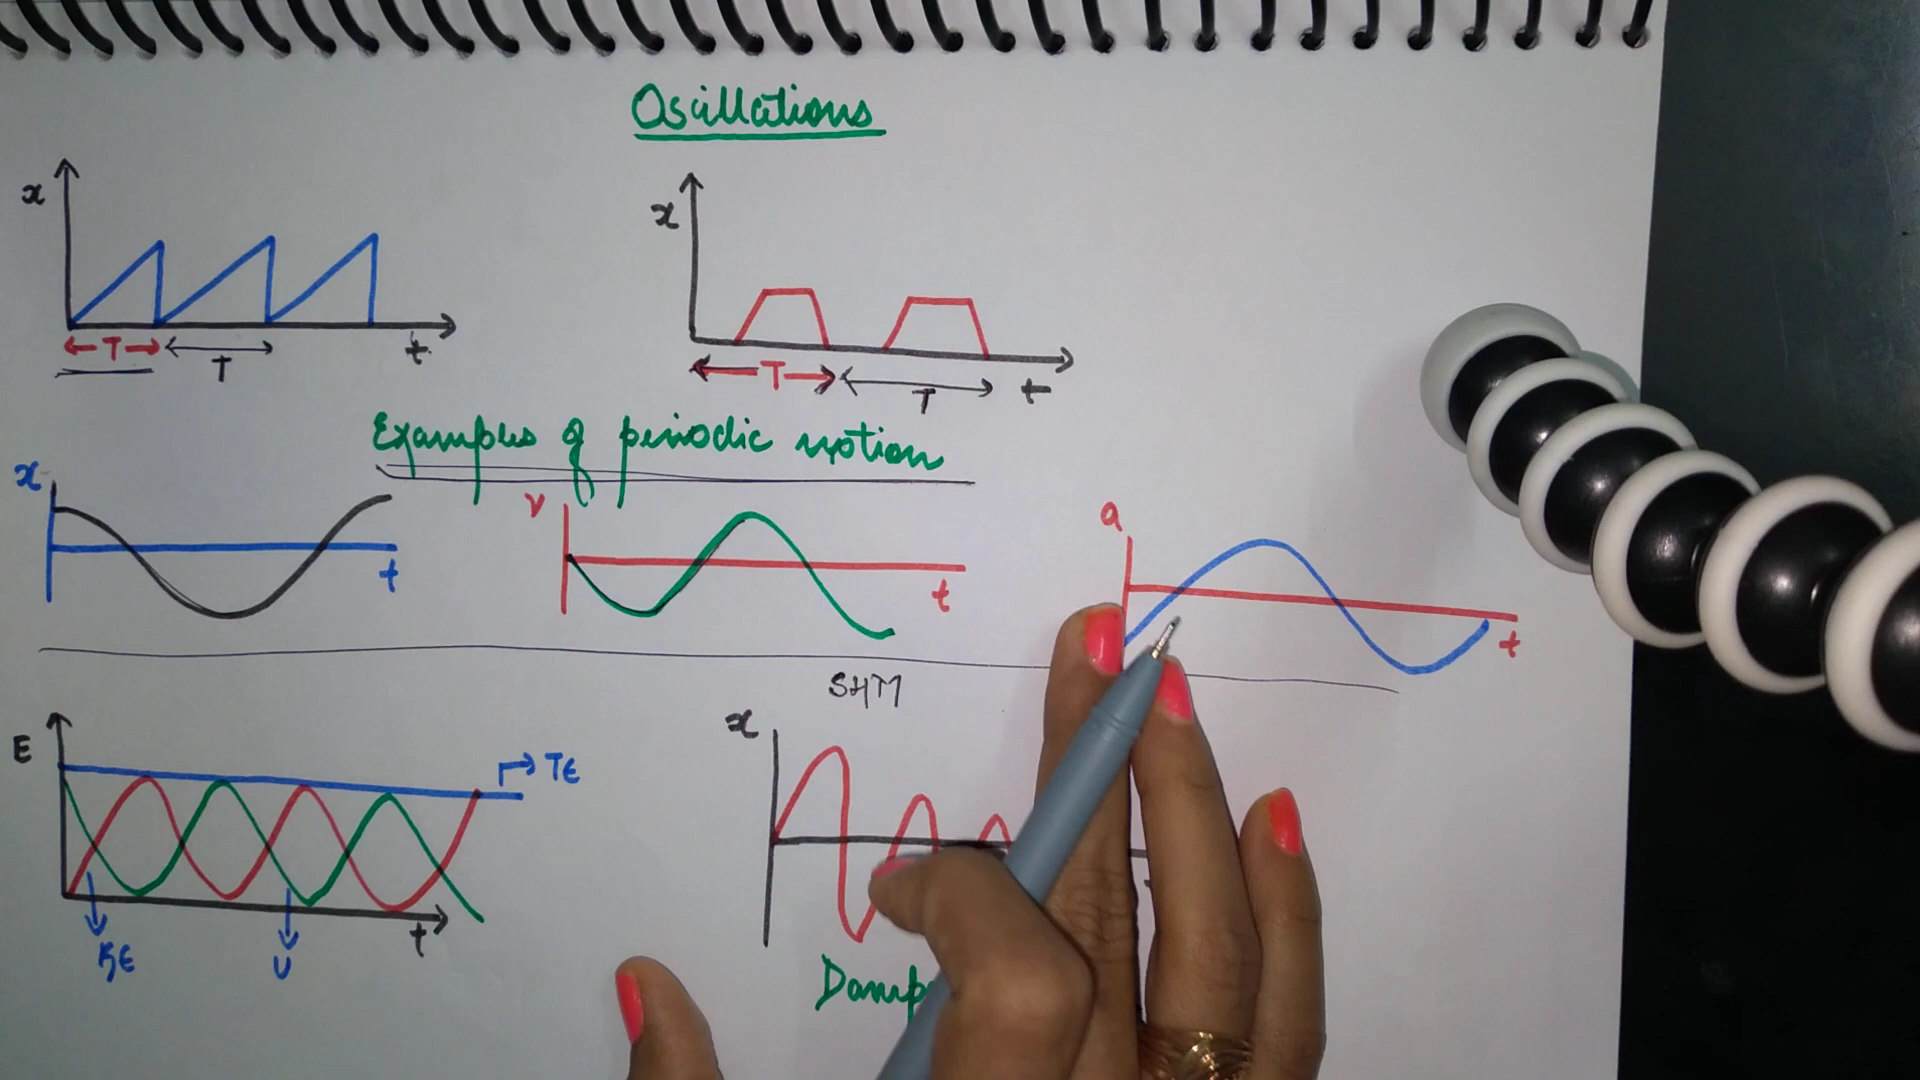 Oscillations
x
x
T
T
t
T
T
t
Examples of periodic motion
x
v
a
t
t
t
SHM
x
E
TE
t
KE
U